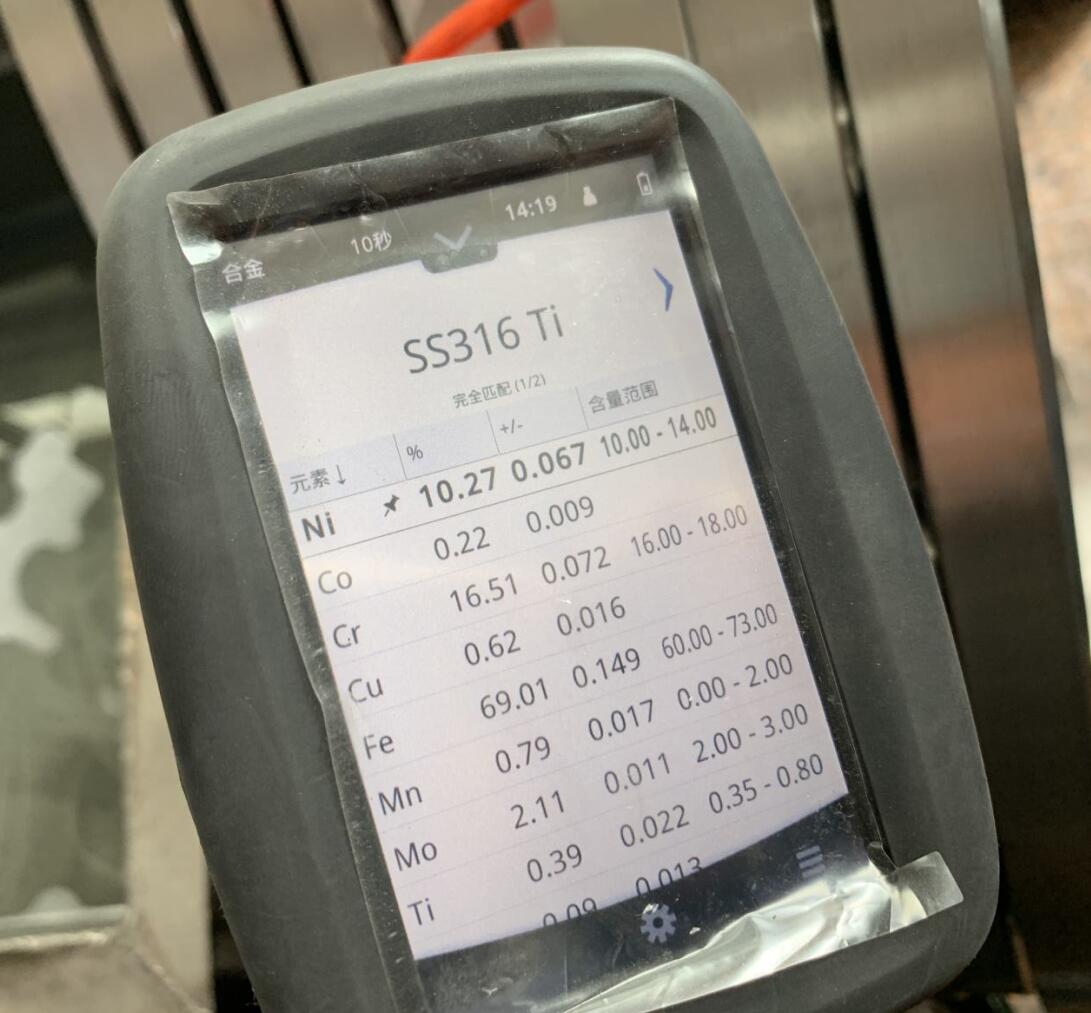 合金 10秒 14:19
SS316 Ti
完全匹配 (1/2)
元素↓ % +/- 含量范围
Ni 10.27 0.067 10.00 - 14.00
Co 0.22 0.009
Cr 16.51 0.072 16.00 - 18.00
Cu 0.62 0.016
Fe 69.01 0.149 60.00 - 73.00
Mn 0.79 0.017 0.00 - 2.00
Mo 2.11 0.011 2.00 - 3.00
Ti 0.39 0.022 0.35 - 0.80
0.09 0.013